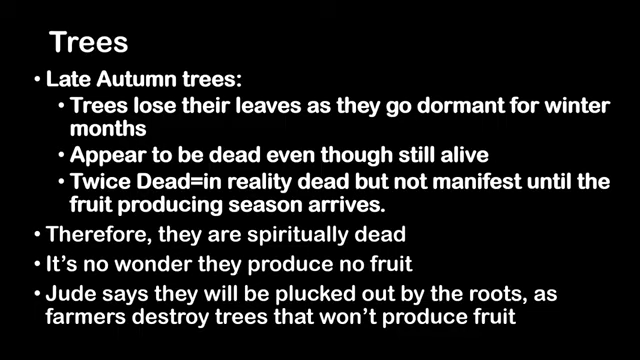 Trees
• Late Autumn trees:
• Trees lose their leaves as they go dormant for winter
months
• Appear to be dead even though still alive
• Twice Dead=in reality dead but not manifest until the
fruit producing season arrives.
• Therefore, they are spiritually dead
• It's no wonder they produce no fruit
• Jude says they will be plucked out by the roots, as
farmers destroy trees that won't produce fruit